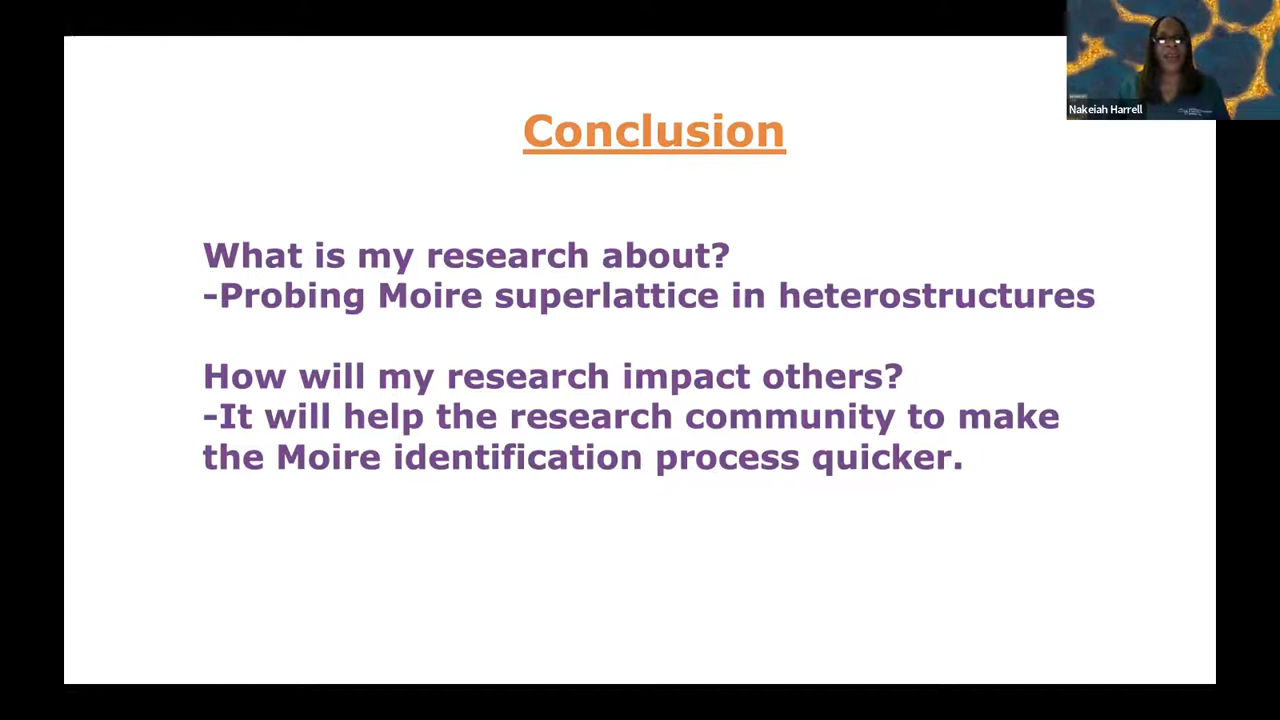 Nakeiah Harrell
Conclusion
What is my research about?
-Probing Moire superlattice in heterostructures
How will my research impact others?
-It will help the research community to make
the Moire identification process quicker.